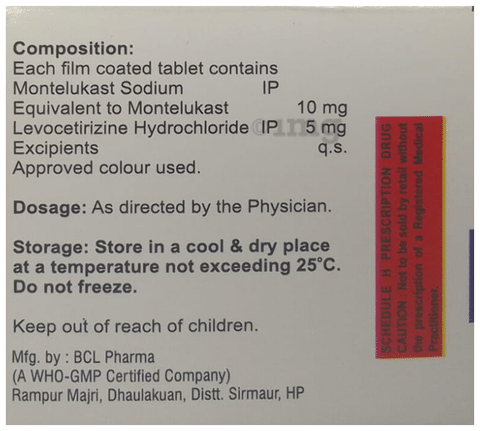 Composition:
Each film coated tablet contains
Montelukast Sodium IP
Equivalent to Montelukast 10 mg
Levocetirizine Hydrochloride IP 5 mg
Excipients q.s.
Approved colour used.
Dosage: As directed by the Physician.
Storage: Store in a cool & dry place
at a temperature not exceeding 25°C.
Do not freeze.
Keep out of reach of children.
Mfg. by : BCL Pharma
(A WHO-GMP Certified Company)
Rampur Majri, Dhaulakuan, Distt. Sirmaur, HP
SCHEDULE H PRESCRIPTION DRUG
CAUTION: Not to be sold by retail without
the prescription of a Registered Medical
Practitioner.
1mg